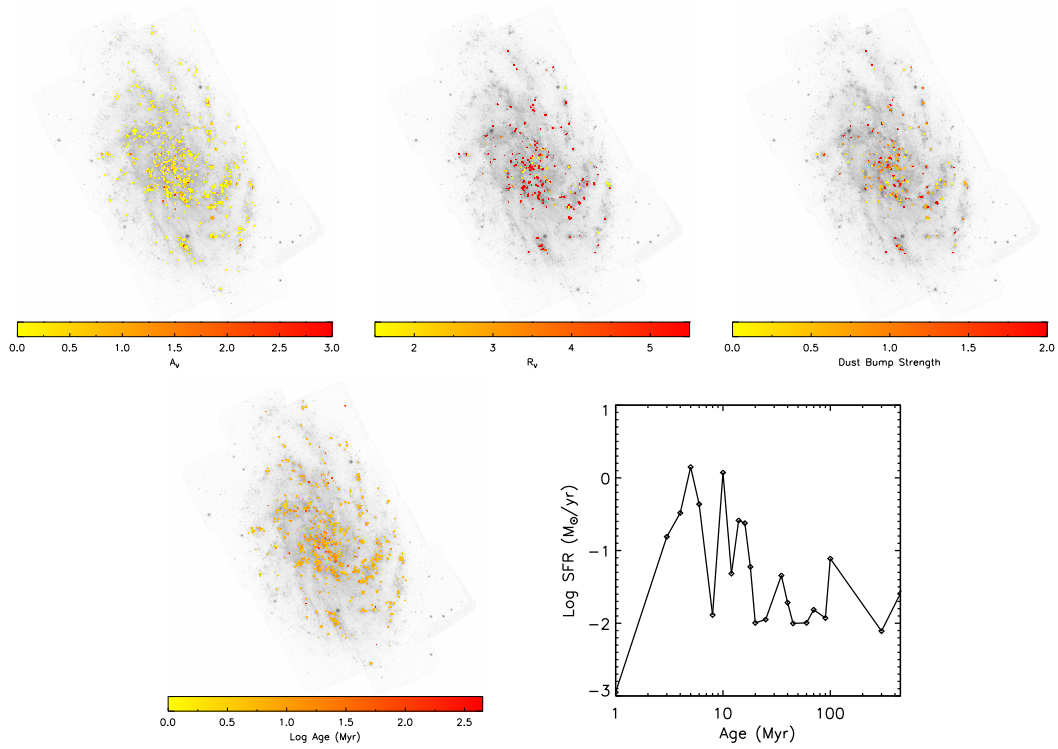 0.0 0.5 1.0 1.5 2.0 2.5 3.0
Av
2 3 4 5
Rv
0.0 0.5 1.0 1.5 2.0
Dust Bump Strength
0.0 0.5 1.0 1.5 2.0 2.5
Log Age (Myr)
1
0
−1
−2
−3
Log SFR (M⊙/yr)
1 10 100
Age (Myr)